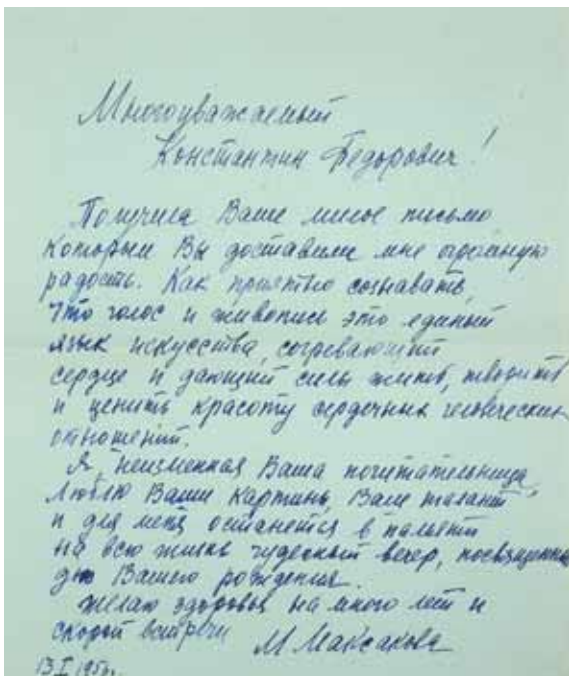 Многоуважаемый
Константин Федорович!
Получила Ваше милое письмо
которым Вы доставили мне огромную
радость. Как приятно сознавать,
что голос и живопись это единый
язык искусства, согревающий
сердце и дающий силы жить, творить
и ценить красоту сердечных человеческих
отношений.
Я, неизменная Ваша почитательница,
люблю Ваши картины, Ваш талант
и для меня останется в памяти
на всю жизнь чудесный вечер, посвященный
дню Вашего рождения.
Желаю здоровья на много лет и
скорой встречи М. Максакова
13 I